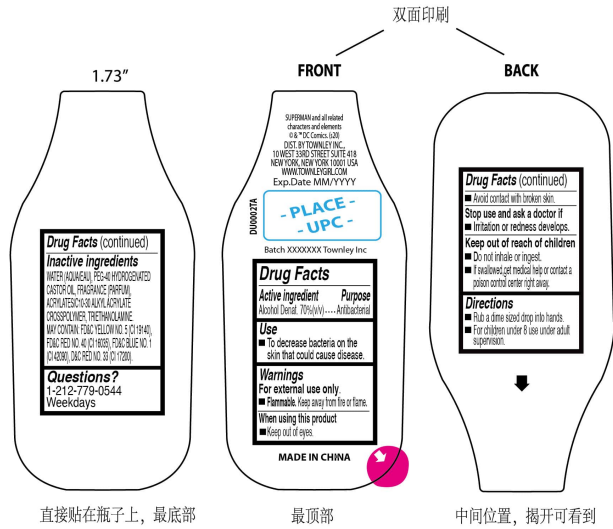 双面印刷
1.73”
FRONT
BACK
SUPERMAN and all related
characters and elements
© & ™ DC Comics. (s20)
DIST. BY TOWNLEY INC.,
10 WEST 33RD STREET SUITE 418
NEW YORK, NEW YORK 10001 USA
WWW.TOWNLEYGIRL.COM
Exp.Date MM/YYYY
DU0002TA
- PLACE -
- UPC -
Batch XXXXXXX Townley Inc
Drug Facts (continued)
Inactive ingredients
WATER (AQUA/EAU), PEG-40 HYDROGENATED
CASTOR OIL, FRAGRANCE (PARFUM),
ACRYLATES/C10-30 ALKYL ACRYLATE
CROSSPOLYMER, TRIETHANOLAMINE.
MAY CONTAIN: FD&C YELLOW NO. 5 (CI 19140),
FD&C RED NO. 40 (CI 16035), FD&C BLUE NO. 1
(CI 42090), D&C RED NO. 33 (CI 17200).
Questions?
1-212-779-0544
Weekdays
Drug Facts
Active ingredient Purpose
Alcohol Denat. 70%(v/v)----Antibacterial
Use
■ To decrease bacteria on the
skin that could cause disease.
Warnings
For external use only.
■ Flammable. Keep away from fire or flame.
When using this product
■ Keep out of eyes.
MADE IN CHINA
Drug Facts (continued)
■ Avoid contact with broken skin.
Stop use and ask a doctor if
■ Irritation or redness develops.
Keep out of reach of children
■ Do not inhale or ingest.
■ If swallowed,get medical help or contact a
poison control center right away.
Directions
■ Rub a dime sized drop into hands.
■ For children under 8 use under adult
supervision.
直接贴在瓶子上，最底部
最顶部
中间位置，揭开可看到